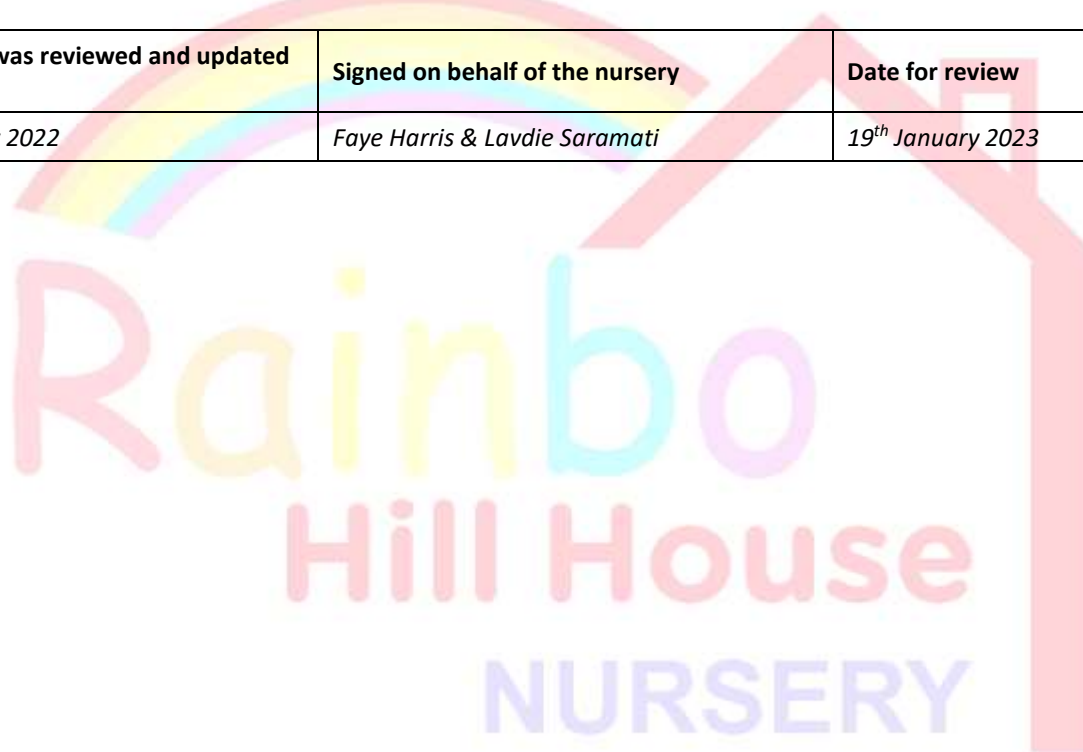 was reviewed and updated
Signed on behalf of the nursery
Date for review
2022
Faye Harris & Lavdie Saramati
19th January 2023
Rainbo
Hill House
NURSERY